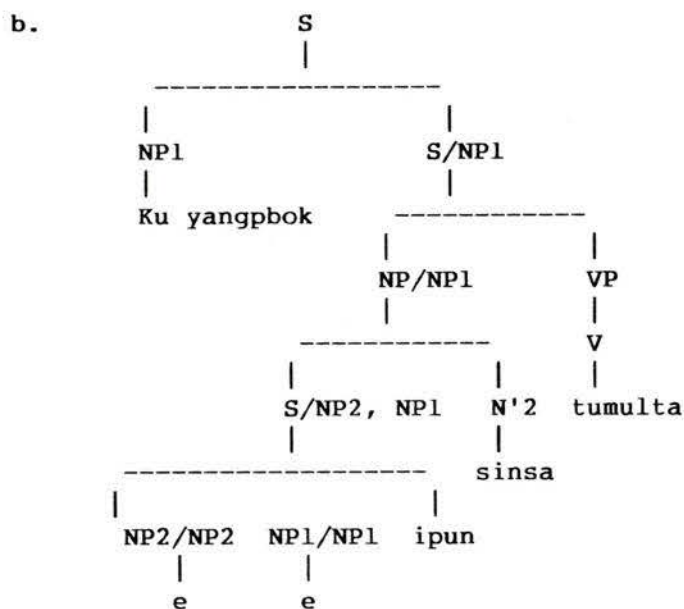 b. S
NP1 S/NP1
Ku yangpbok
NP/NP1 VP
V
S/NP2, NP1 N'2 tumulta
sinsa
NP2/NP2 NP1/NP1 ipun
e e